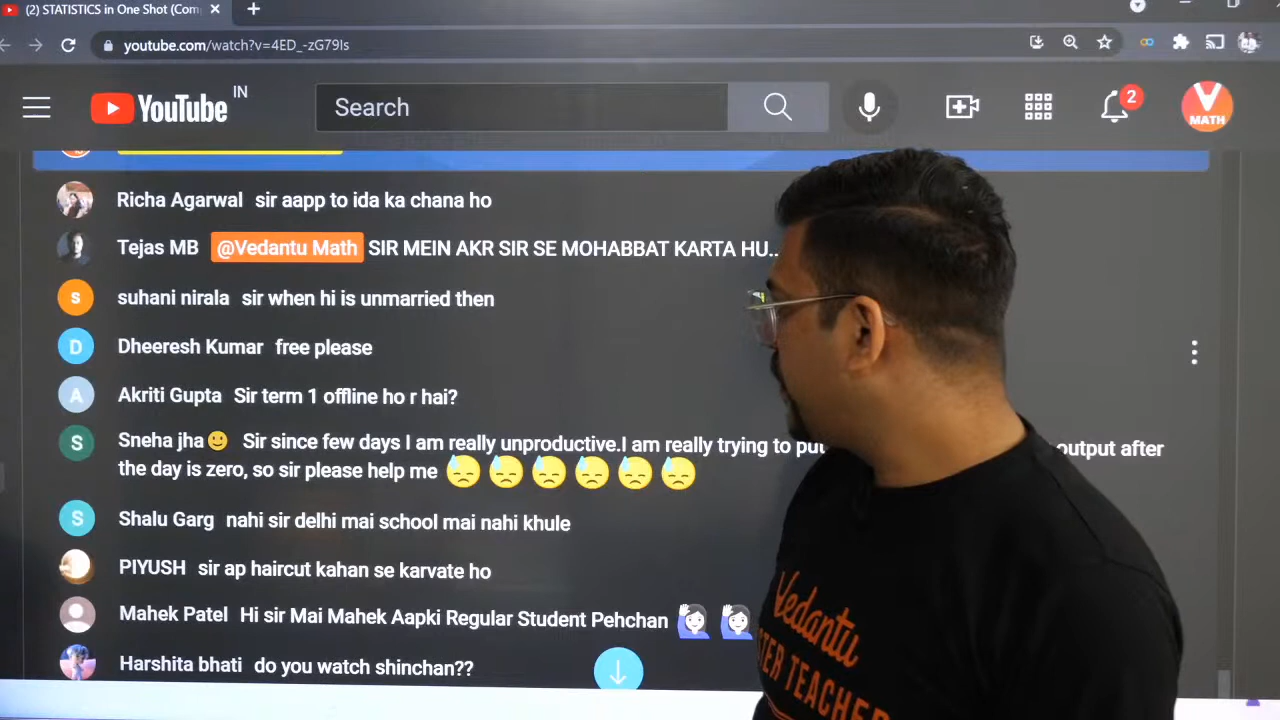 (2) STATISTICS in One Shot (Com
youtube.com/watch?v=4ED_-zG79Is
YouTube IN
Search
2
V
MATH
Richa Agarwal sir aapp to ida ka chana ho
Tejas MB @Vedantu Math SIR MEIN AKR SIR SE MOHABBAT KARTA HU..
S suhani nirala sir when hi is unmarried then
D Dheeresh Kumar free please
A Akriti Gupta Sir term 1 offline ho r hai?
S Sneha jha🙂 Sir since few days I am really unproductive.I am really trying to put output after
the day is zero, so sir please help me 😓 😓 😓 😓 😓 😓
S Shalu Garg nahi sir delhi mai school mai nahi khule
PIYUSH sir ap haircut kahan se karvate ho
Mahek Patel Hi sir Mai Mahek Aapki Regular Student Pehchan 🙋‍♀️ 🙋‍♀️
Harshita bhati do you watch shinchan??
Vedantu
TEACHER